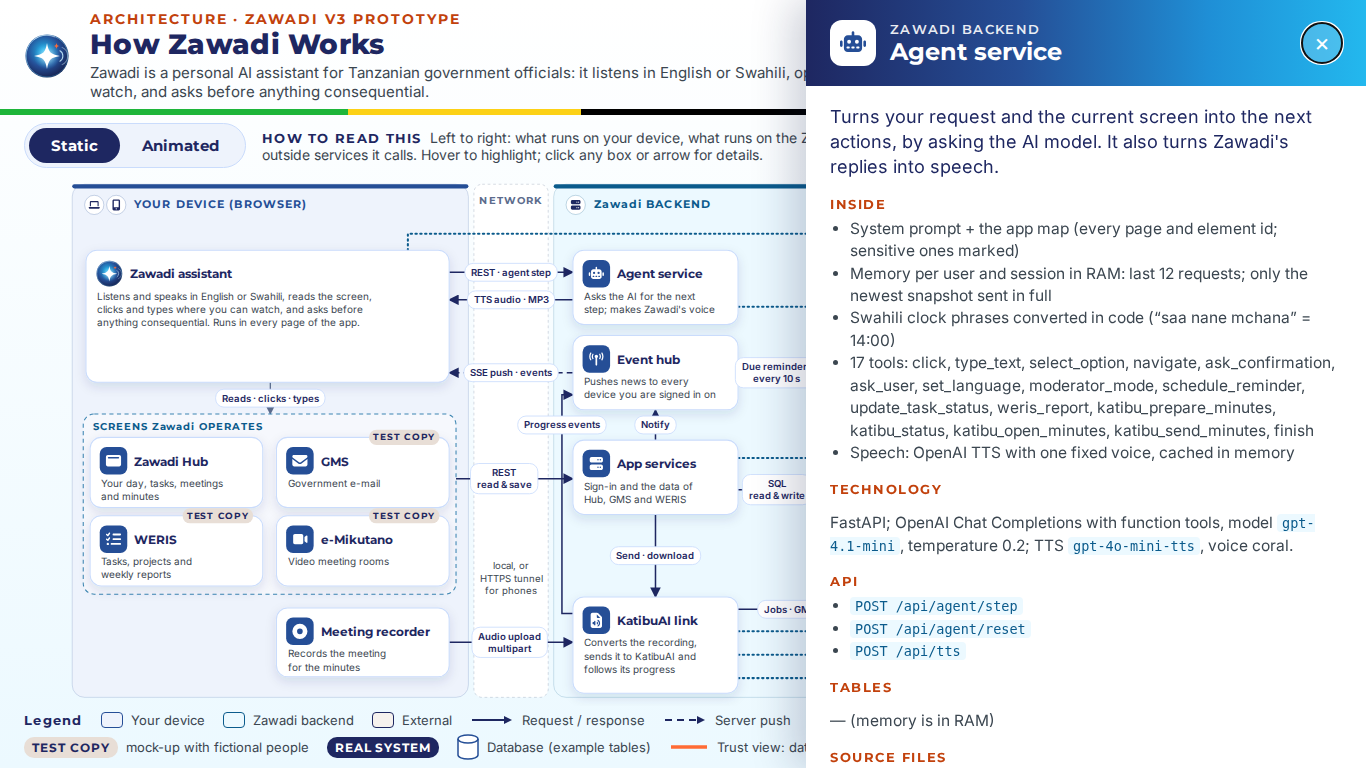 ARCHITECTURE · ZAWADI V3 PROTOTYPE
How Zawadi Works
Zawadi is a personal AI assistant for Tanzanian government officials: it listens in English or Swahili,
watch, and asks before anything consequential.
Static
Animated
HOW TO READ THIS Left to right: what runs on your device, what runs on the
outside services it calls. Hover to highlight; click any box or arrow for details.
YOUR DEVICE (BROWSER)
NETWORK
Zawadi BACKEND
Zawadi assistant
Listens and speaks in English or Swahili, reads the screen,
clicks and types where you can watch, and asks before
anything consequential. Runs in every page of the app.
REST · agent step
TTS audio · MP3
Agent service
Asks the AI for the next
step; makes Zawadi's voice
SSE push · events
Event hub
Pushes news to every
device you are signed in on
Due reminder
every 10 s
Reads · clicks · types
Progress events
Notify
SCREENS Zawadi OPERATES
Zawadi Hub
Your day, tasks, meetings
and minutes
TEST COPY
GMS
Government e-mail
TEST COPY
WERIS
Tasks, projects and
weekly reports
TEST COPY
e-Mikutano
Video meeting rooms
REST
read & save
App services
Sign-in and the data of
Hub, GMS and WERIS
SQL
read & write
Send · download
local, or
HTTPS tunnel
for phones
Meeting recorder
Records the meeting
for the minutes
Audio upload
multipart
KatibuAI link
Converts the recording,
sends it to KatibuAI and
follows its progress
Jobs · GM
Legend
Your device
Zawadi backend
External
Request / response
Server push
TEST COPY
mock-up with fictional people
REAL SYSTEM
Database (example tables)
Trust view:
ZAWADI BACKEND
Agent service
×
Turns your request and the current screen into the next
actions, by asking the AI model. It also turns Zawadi's
replies into speech.
INSIDE
• System prompt + the app map (every page and element id;
sensitive ones marked)
• Memory per user and session in RAM: last 12 requests; only the
newest snapshot sent in full
• Swahili clock phrases converted in code (“saa nane mchana” =
14:00)
• 17 tools: click, type_text, select_option, navigate, ask_confirmation,
ask_user, set_language, moderator_mode, schedule_reminder,
update_task_status, weris_report, katibu_prepare_minutes,
katibu_status, katibu_open_minutes, katibu_send_minutes, finish
• Speech: OpenAI TTS with one fixed voice, cached in memory
TECHNOLOGY
FastAPI; OpenAI Chat Completions with function tools, model gpt-
4.1-mini , temperature 0.2; TTS gpt-4o-mini-tts , voice coral.
API
• POST /api/agent/step
• POST /api/agent/reset
• POST /api/tts
TABLES
— (memory is in RAM)
SOURCE FILES